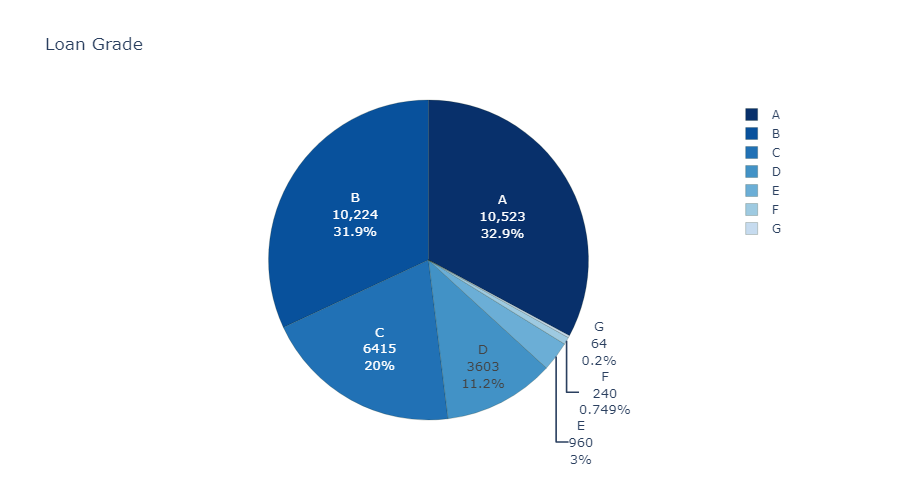 Loan Grade
A
B
C
D
E
F
G
B
10,224
31.9%
A
10,523
32.9%
C
6415
20%
D
3603
11.2%
G
64
0.2%
F
240
0.749%
E
960
3%